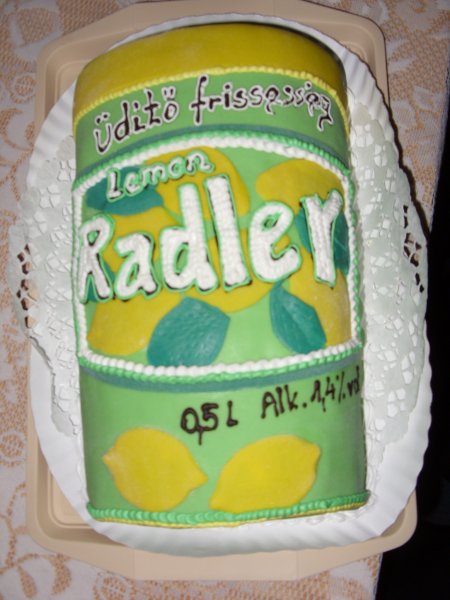 üdítő frissesség
Lemon
Radler
0,5 L Alk. 1,4% vol